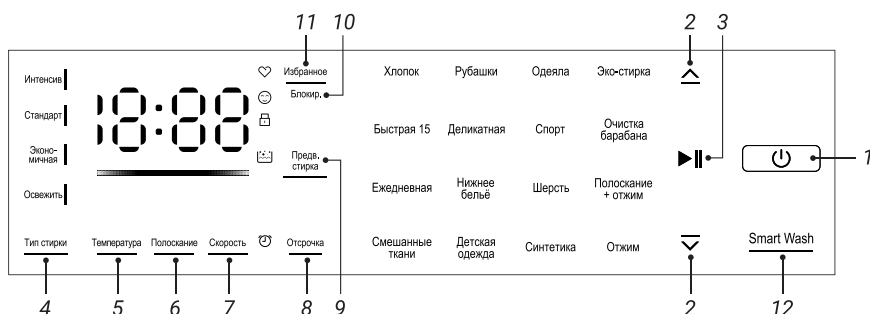 11 10 2 3
Избранное
Блокир.
Интенсив
Стандарт
Эконо-
мичная
Освежить
18:88
Предв.
стирка
Хлопок Рубашки Одеяла Эко-стирка
Быстрая 15 Деликатная Спорт Очистка
барабана
Ежедневная Нижнее
бельё Шерсть Полоскание
+ отжим
Смешанные
ткани Детская
одежда Синтетика Отжим
1
Тип стирки Температура Полоскание Скорость Отсрочка
Smart Wash
4 5 6 7 8 9 2 12